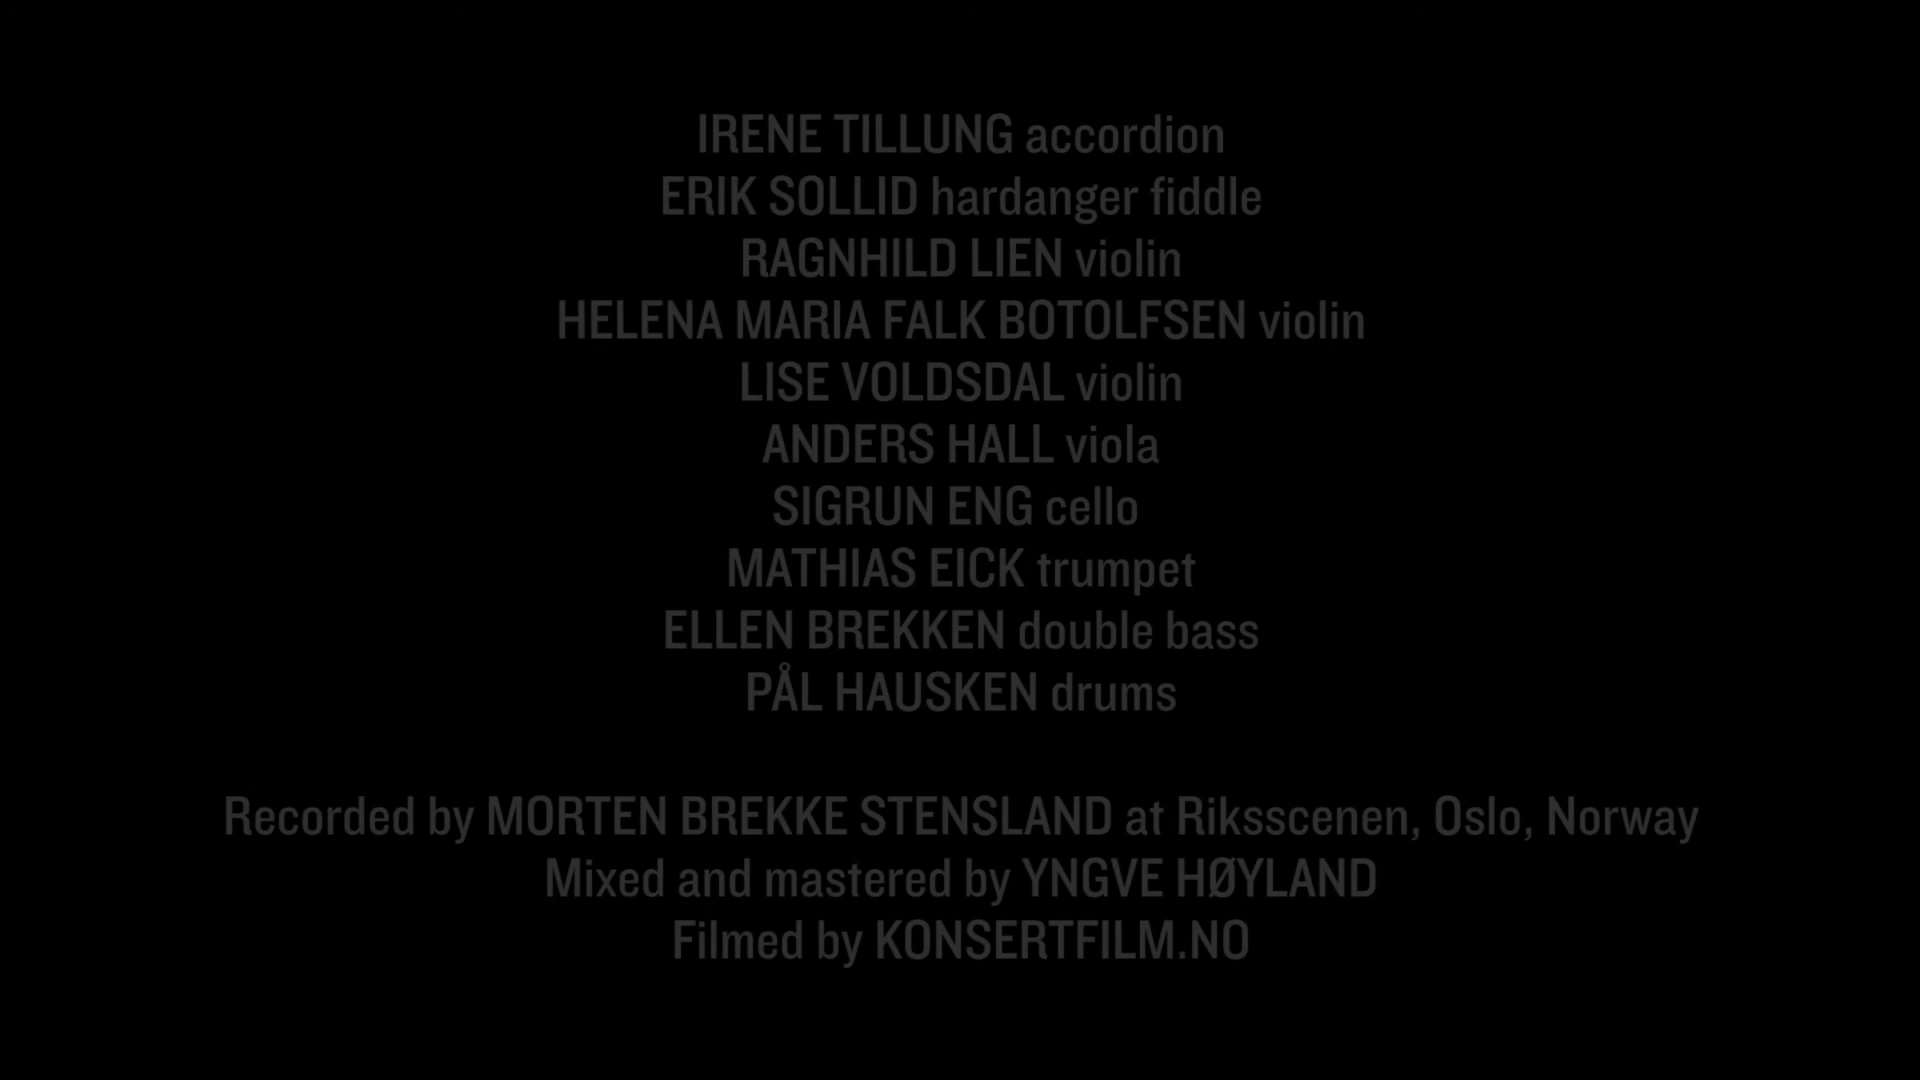 IRENE TILLUNG accordion
ERIK SOLLID hardanger fiddle
RAGNHILD LIEN violin
HELENA MARIA FALK BOTOLFSEN violin
LISE VOLDSDAL violin
ANDERS HALL viola
SIGRUN ENG cello
MATHIAS EICK trumpet
ELLEN BREKKEN double bass
PÅL HAUSKEN drums
Recorded by MORTEN BREKKE STENSLAND at Riksscenen, Oslo, Norway
Mixed and mastered by YNGVE HØYLAND
Filmed by KONSERTFILM.NO